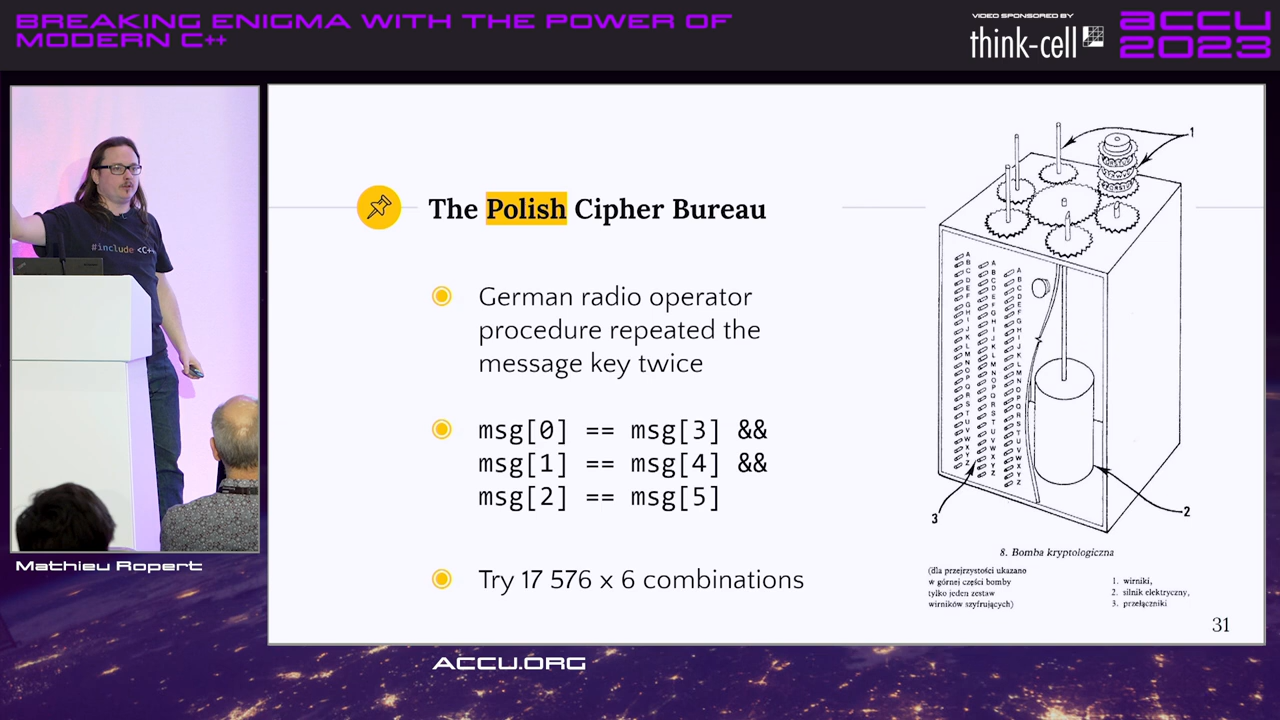 BREAKING ENIGMA WITH THE POWER OF
MODERN C++
VIDEO SPONSORED BY
think-cell
ACCU
2023
#include <C++
The Polish Cipher Bureau
German radio operator
procedure repeated the
message key twice
msg[0] == msg[3] &&
msg[1] == msg[4] &&
msg[2] == msg[5]
Try 17 576 x 6 combinations
1
2
3
A
B
C
D
E
F
G
H
I
J
K
L
M
N
O
P
Q
R
S
T
U
V
W
X
Y
Z
8. Bomba kryptologiczna
(dla przejrzystości ukazano
w górnej części bomby
tylko jeden zestaw
wirników szyfrujących)
1. wirniki,
2. silnik elektryczny,
3. przełączniki
31
Mathieu Ropert
ACCU.ORG